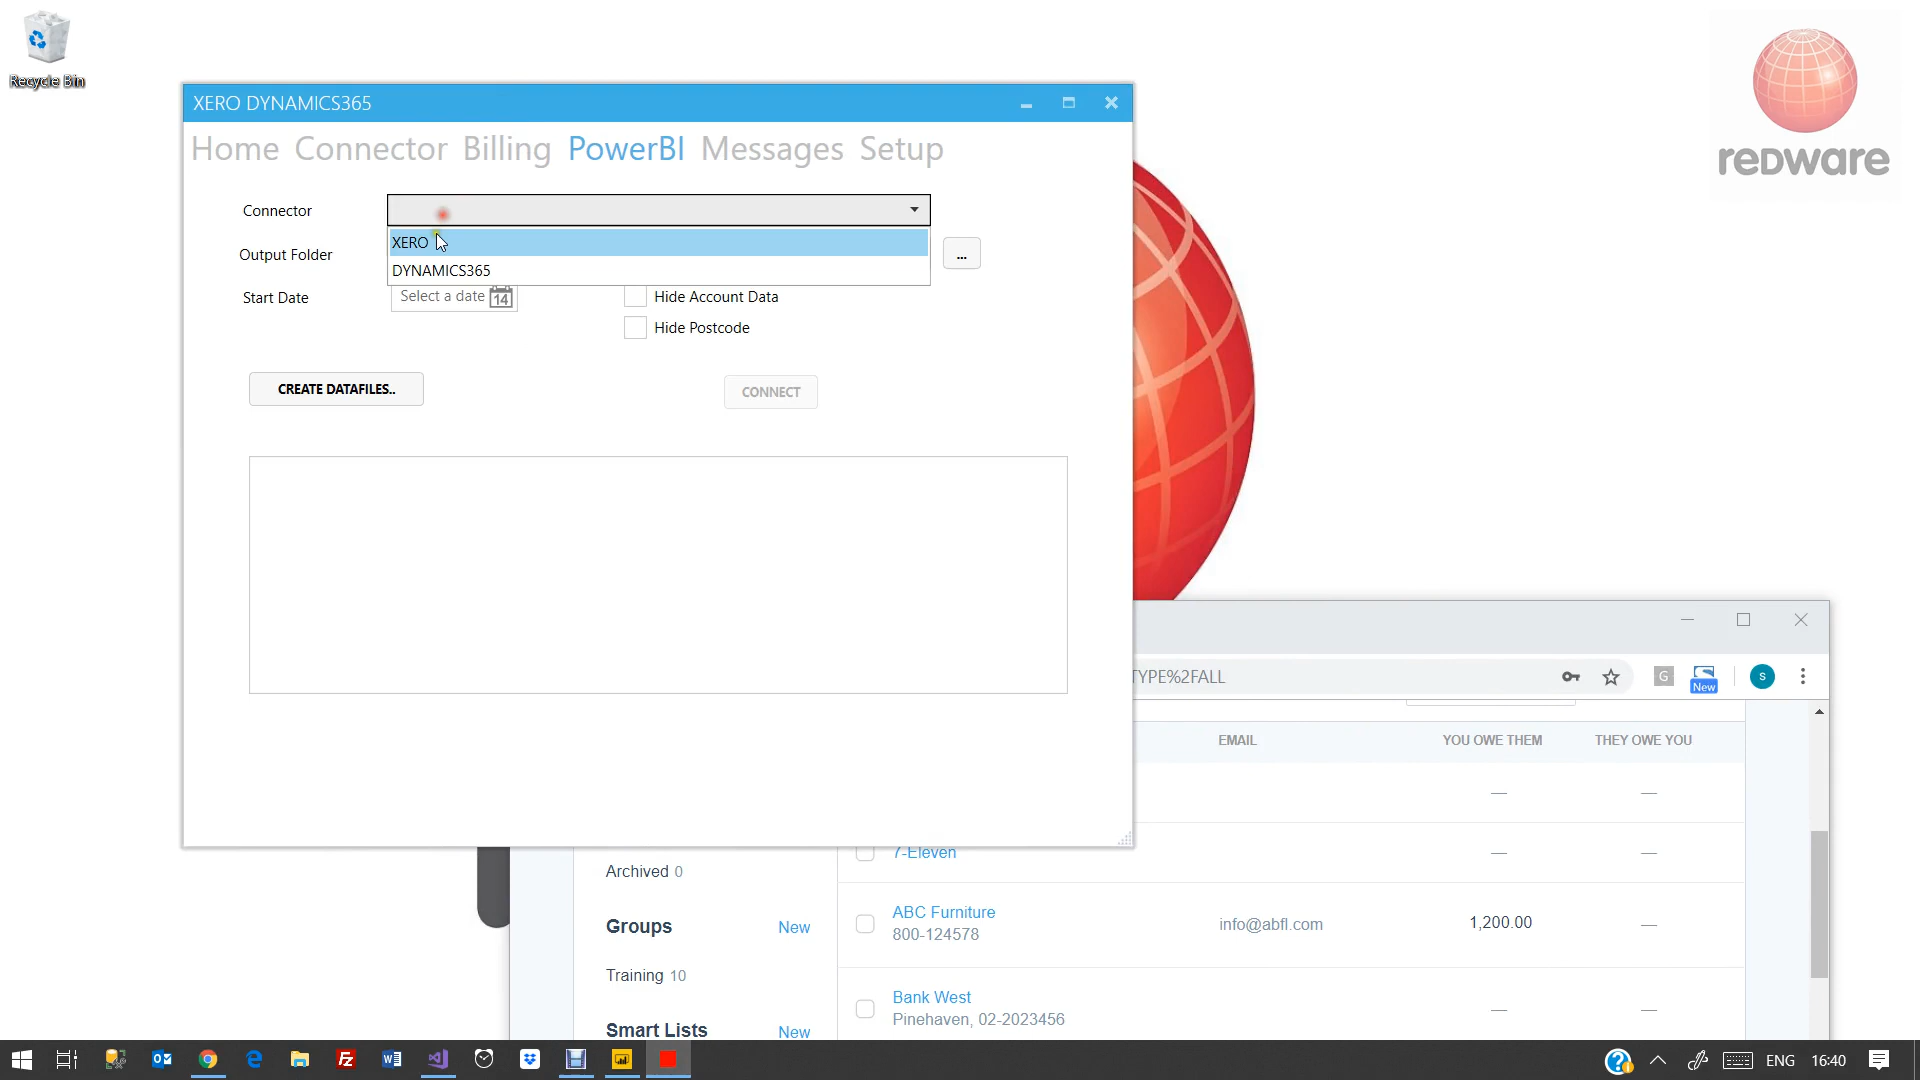 Recycle Bin
redware
XERO DYNAMICS365
Home Connector Billing PowerBI Messages Setup
Connector
XERO
DYNAMICS365
Output Folder
...
Start Date
Select a date 14
Hide Account Data
Hide Postcode
CREATE DATAFILES..
CONNECT
TYPE%2FALL
G
New
s
EMAIL YOU OWE THEM THEY OWE YOU
7-Eleven
Archived 0
Groups New
ABC Furniture
800-124578
info@abfl.com 1,200.00
Training 10
Bank West
Pinehaven, 02-2023456
Smart Lists New
ENG 16:40